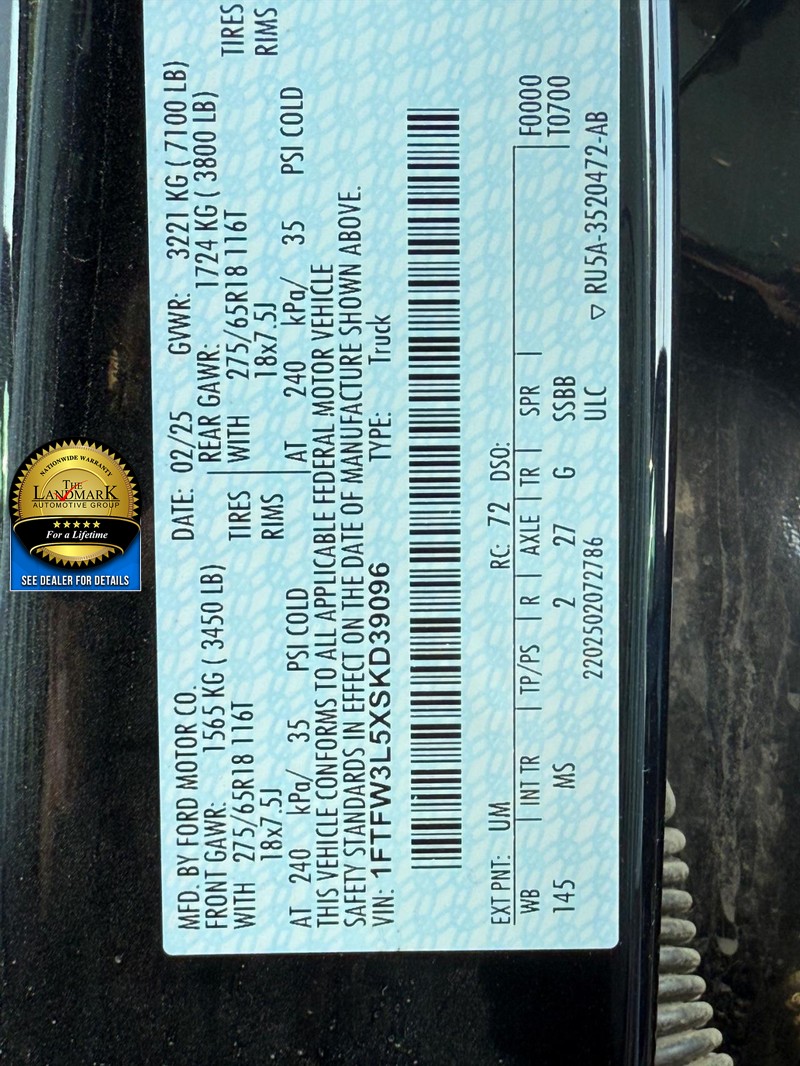 MFD. BY FORD MOTOR CO.
DATE: 02/25 GVWR: 3221 KG ( 7100 LB)
FRONT GAWR: 1565 KG ( 3450 LB)
REAR GAWR: 1724 KG ( 3800 LB)
WITH 275/65R18 116T TIRES
18x7.5J RIMS
WITH 275/65R18 116T TIRES
18x7.5J RIMS
AT 240 kPa/ 35 PSI COLD
AT 240 kPa/ 35 PSI COLD
THIS VEHICLE CONFORMS TO ALL APPLICABLE FEDERAL MOTOR VEHICLE
SAFETY STANDARDS IN EFFECT ON THE DATE OF MANUFACTURE SHOWN ABOVE.
VIN: 1FTFW3L5XSKD39096
TYPE: Truck
EXT PNT: UM RC: 72 DSO: F0000
WB INT TR TP/PS R AXLE TR SPR T0700
145 MS 2 27 G SSBB
ULC
2202502072786
▽ RU5A-3520472-AB
NATIONWIDE WARRANTY
THE
LANDMARK
AUTOMOTIVE GROUP
For a Lifetime
SEE DEALER FOR DETAILS